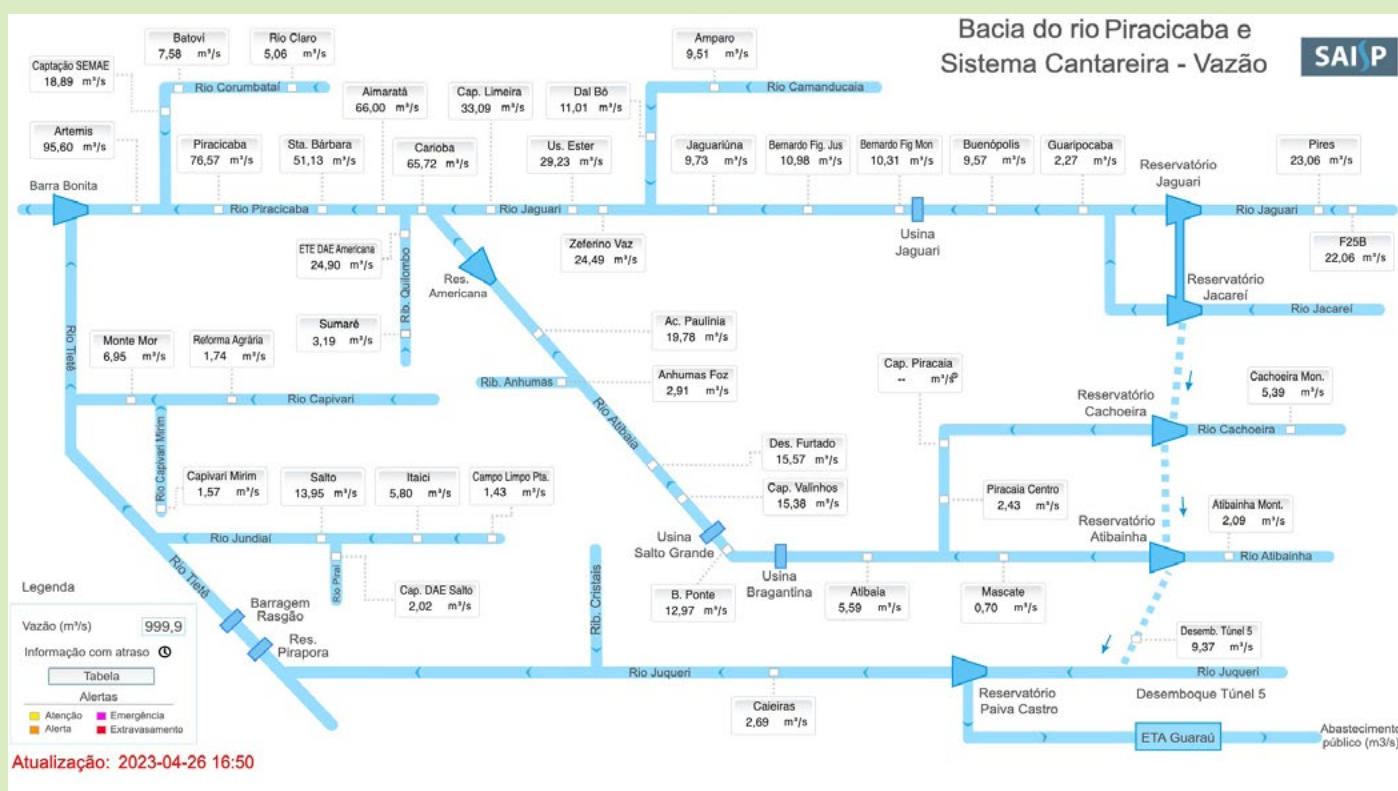 Bacia do rio Piracicaba e
Sistema Cantareira - Vazão
SAISP
Batovi
7,58 m³/s
Rio Claro
5,06 m³/s
Amparo
9,51 m³/s
Captação SEMAE
18,89 m³/s
Rio Corumbataí
Aimaratá
66,00 m³/s
Cap. Limeira
33,09 m³/s
Dal Bô
11,01 m³/s
Rio Camanducaia
Artemis
95,60 m³/s
Piracicaba
76,57 m³/s
Sta. Bárbara
51,13 m³/s
Carioba
65,72 m³/s
Us. Ester
29,23 m³/s
Jaguariúna
9,73 m³/s
Bernardo Fig. Jus
10,98 m³/s
Bernardo Fig Mon
10,31 m³/s
Buenópolis
9,57 m³/s
Guaripocaba
2,27 m³/s
Reservatório
Jaguari
Pires
23,06 m³/s
Barra Bonita
Rio Piracicaba
Rio Jaguari
Rio Jaguari
Usina
Jaguari
ETE DAE Americana
24,90 m³/s
Rib. Quilombo
Res.
Americana
Zeferino Vaz
24,49 m³/s
F25B
22,06 m³/s
Reservatório
Jacareí
Rio Jacareí
Sumaré
3,19 m³/s
Rio Tietê
Monte Mor
6,95 m³/s
Reforma Agrária
1,74 m³/s
Ac. Paulínia
19,78 m³/s
Rib. Anhumas
Anhumas Foz
2,91 m³/s
Cap. Piracaia
-- m³/s
Cachoeira Mon.
5,39 m³/s
Rio Capivari
Rio Atibaia
Reservatório
Cachoeira
Rio Cachoeira
Rio Capivari Mirim
Des. Furtado
15,57 m³/s
Capivari Mirim
1,57 m³/s
Salto
13,95 m³/s
Itaici
5,80 m³/s
Campo Limpo Pta.
1,43 m³/s
Cap. Valinhos
15,38 m³/s
Piracaia Centro
2,43 m³/s
Atibainha Mont.
2,09 m³/s
Reservatório
Atibainha
Rio Jundiaí
Usina
Salto Grande
Rio Atibainha
Rio Tietê
Rio Piraí
Cap. DAE Salto
2,02 m³/s
Rib. Cristais
B. Ponte
12,97 m³/s
Usina
Bragantina
Atibaia
5,59 m³/s
Mascate
0,70 m³/s
Barragem
Rasgão
Res.
Pirapora
Desemb. Túnel 5
9,37 m³/s
Rio Juqueri
Rio Juqueri
Caieiras
2,69 m³/s
Reservatório
Paiva Castro
Desemboque Túnel 5
ETA Guaraú
Abastecimento
público (m3/s)
Legenda
Vazão (m³/s) 999,9
Informação com atraso
Tabela
Alertas
Atenção Emergência
Alerta Extravasamento
Atualização: 2023-04-26 16:50